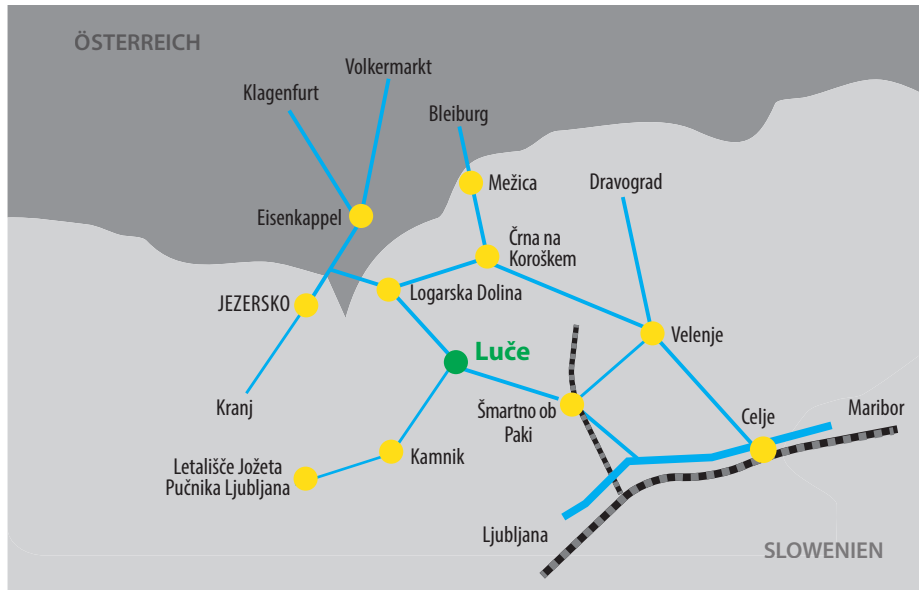 ÖSTERREICH
Volkermarkt
Klagenfurt
Bleiburg
Mežica
Dravograd
Eisenkappel
Črna na
Koroškem
JEZERSKO
Logarska Dolina
Velenje
Luče
Kranj
Šmartno ob
Paki
Celje
Maribor
Kamnik
Letališče Jožeta
Pučnika Ljubljana
Ljubljana
SLOWENIEN